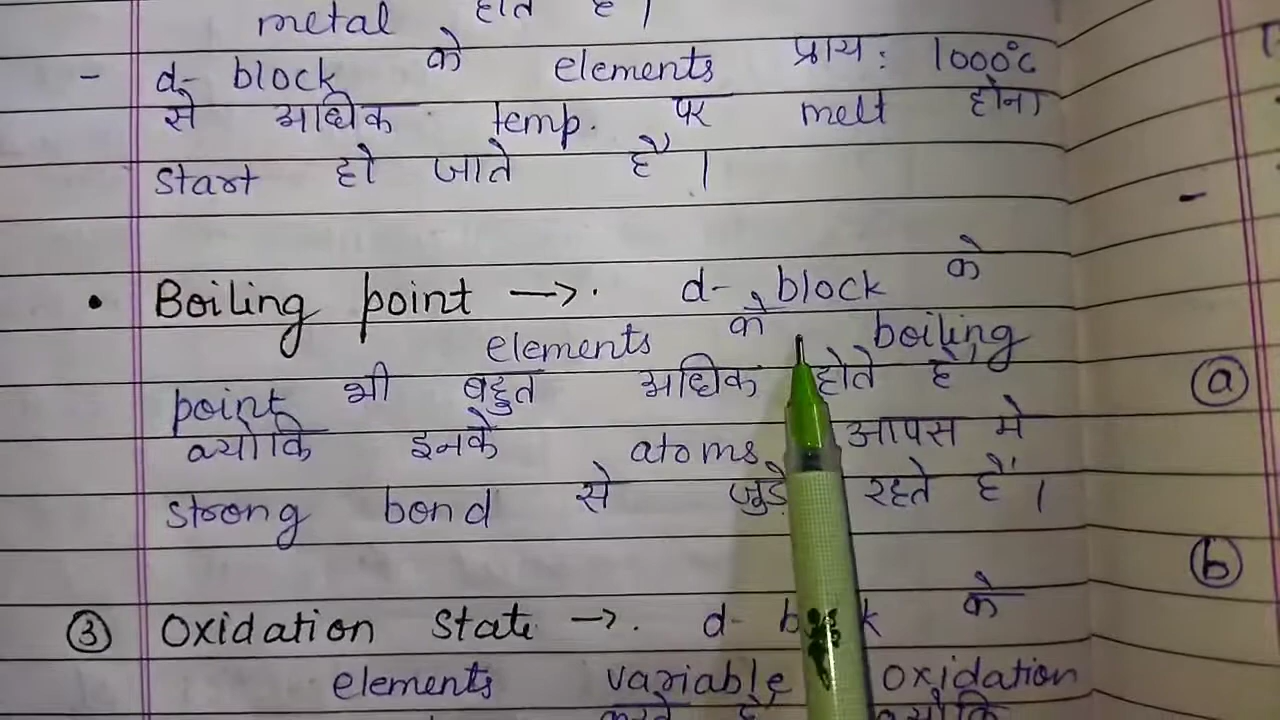 metal होते है ।
- d- block को elements प्राय: 1000°c
से अधिक temp. पर melt होना
start हो जाते है ।
• Boiling point →. d- block के
elements के boiling
point भी बहुत अधिक होते है,
क्योकि इनके atoms आपस मे
strong bond से जुड़े रहते है ।
③ Oxidation State →. d- block के
elements variable oxidation
करते है, क्योकि
-
ⓐ
ⓑ